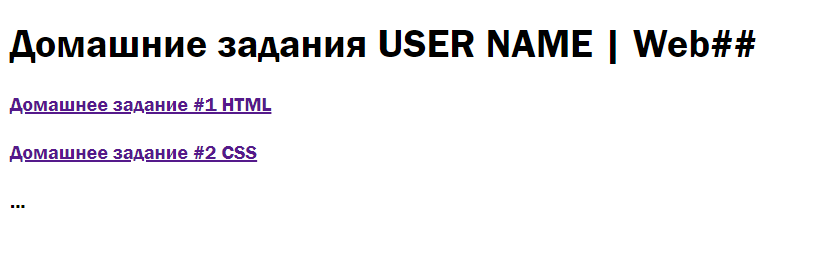 Домашние задания USER NAME | Web##
Домашнее задание #1 HTML
Домашнее задание #2 CSS
...